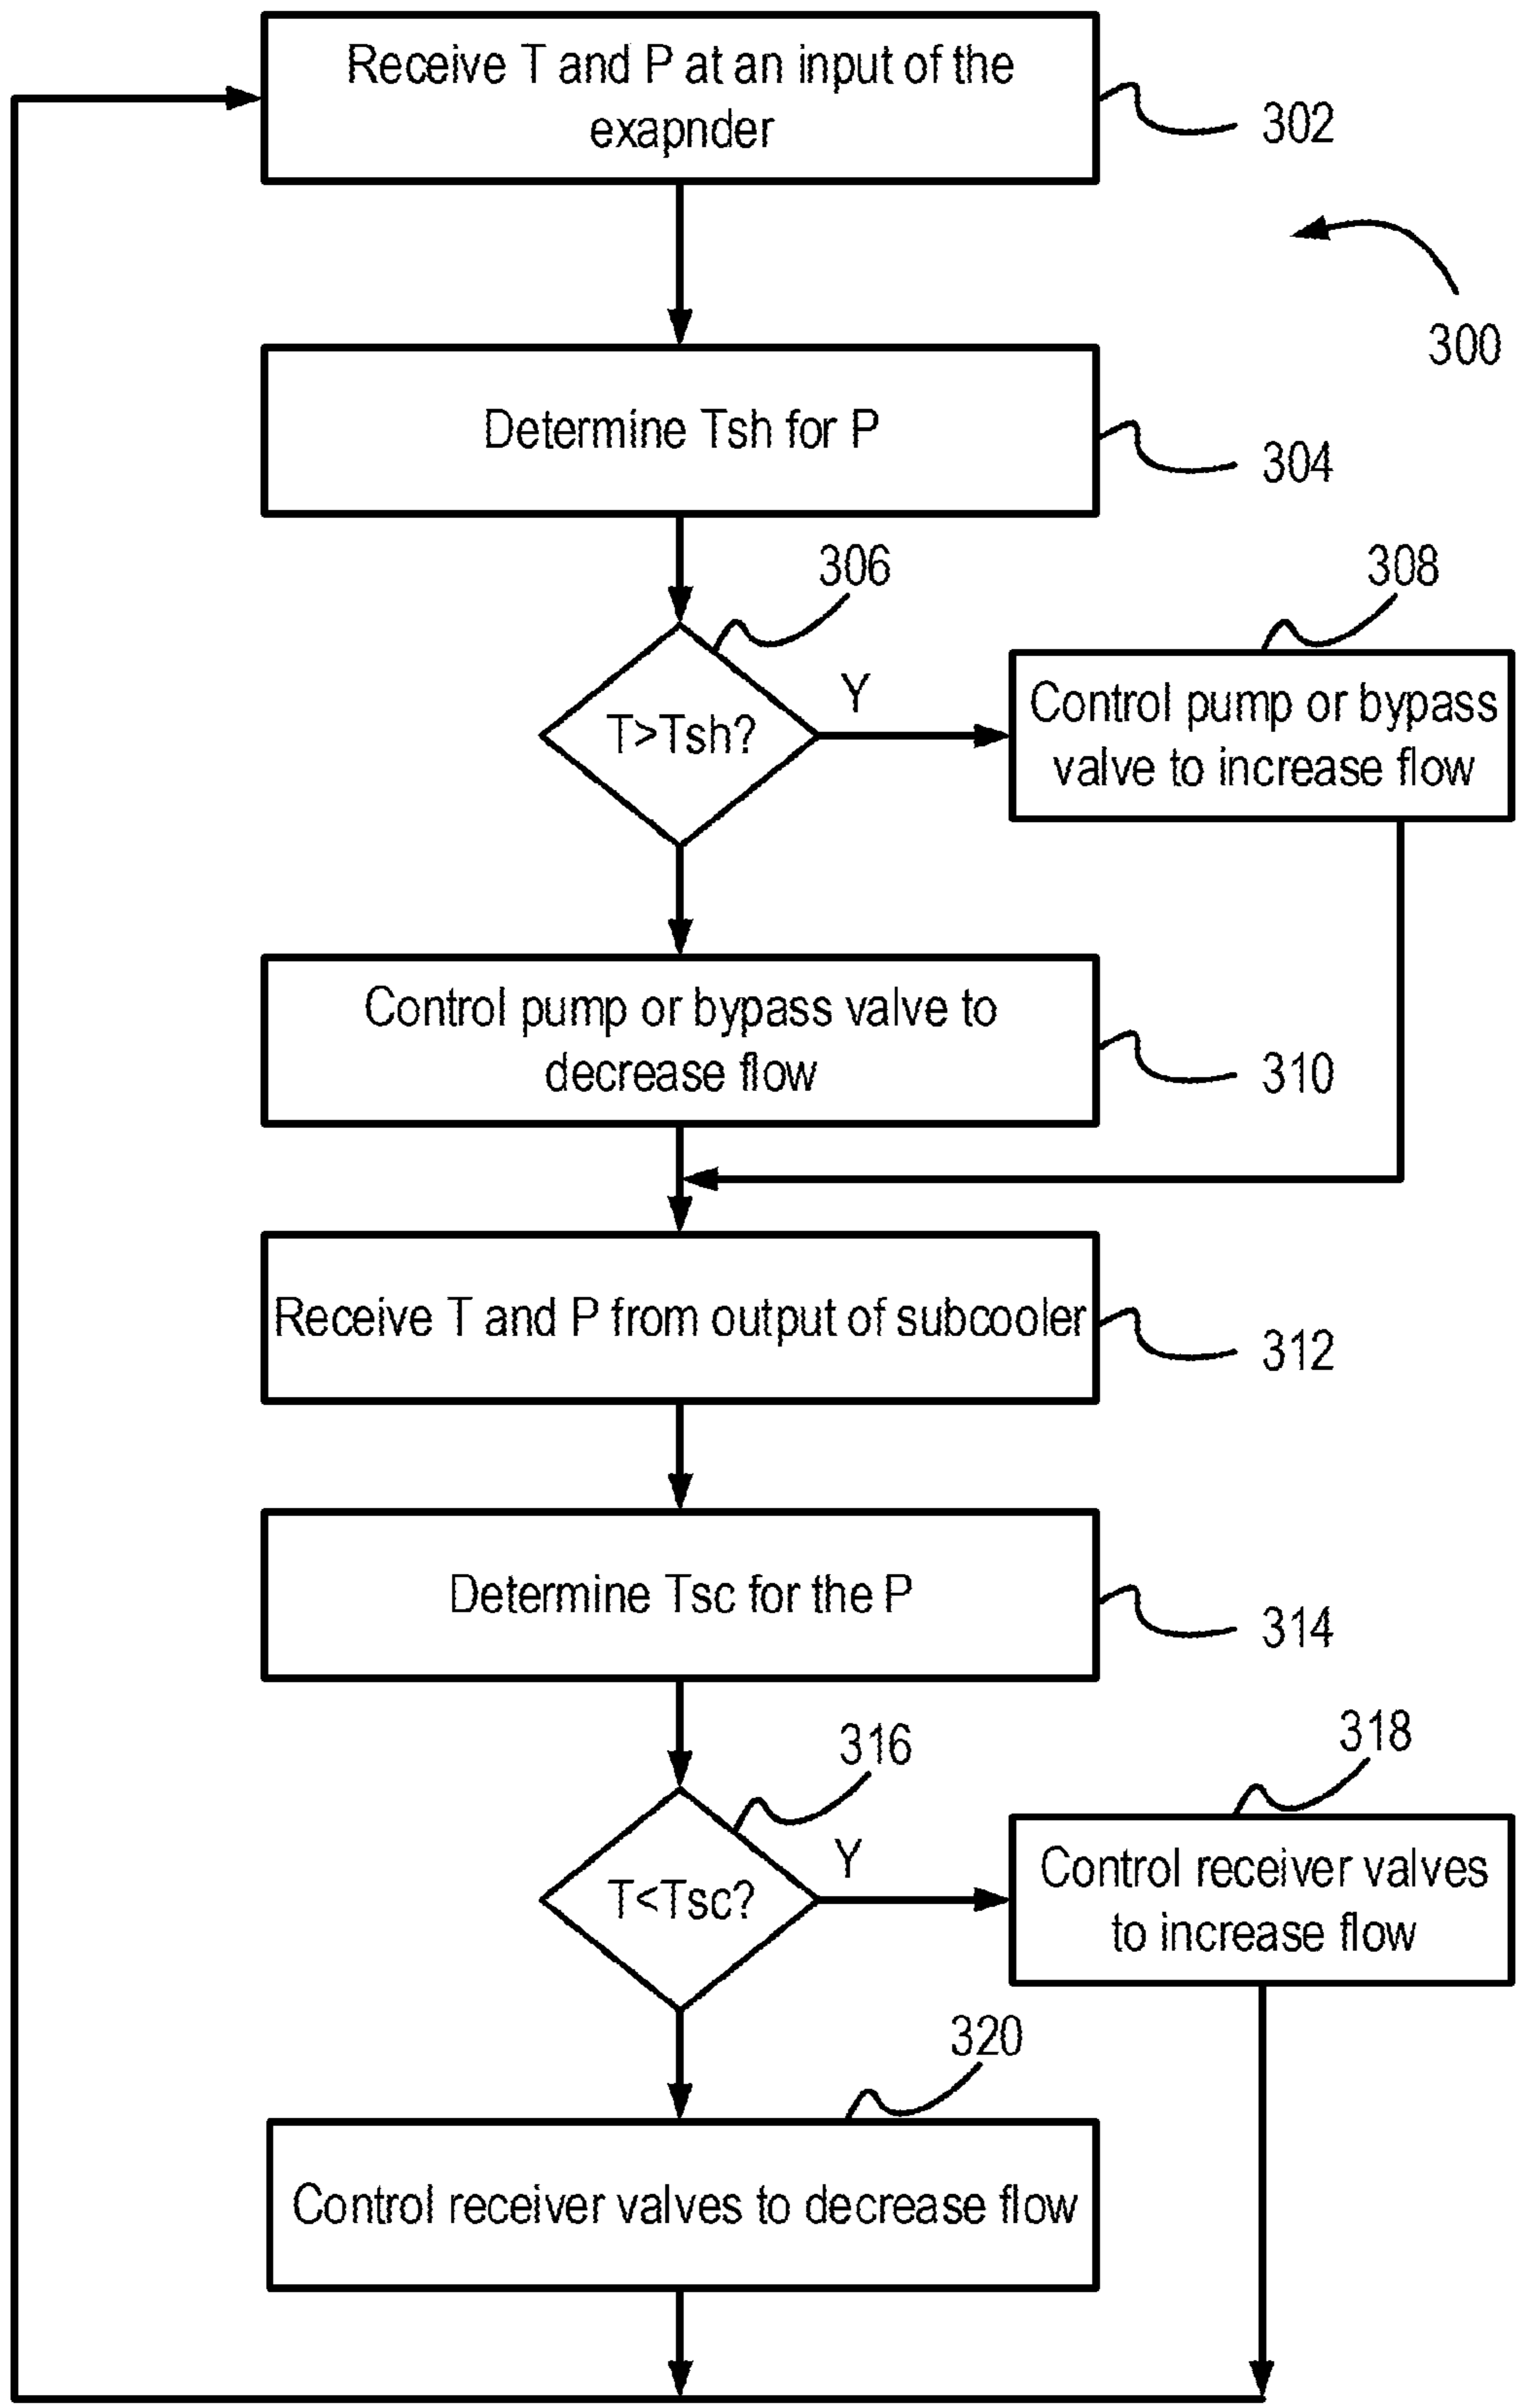 Receive T and P at an input of the
exapnder
302
300
Determine Tsh for P
304
306
308
T>Tsh?
Y
Control pump or bypass
valve to increase flow
Control pump or bypass valve to
decrease flow
310
Receive T and P from output of subcooler
312
Determine Tsc for the P
314
316
318
T<Tsc?
Y
Control receiver valves
to increase flow
320
Control receiver valves to decrease flow